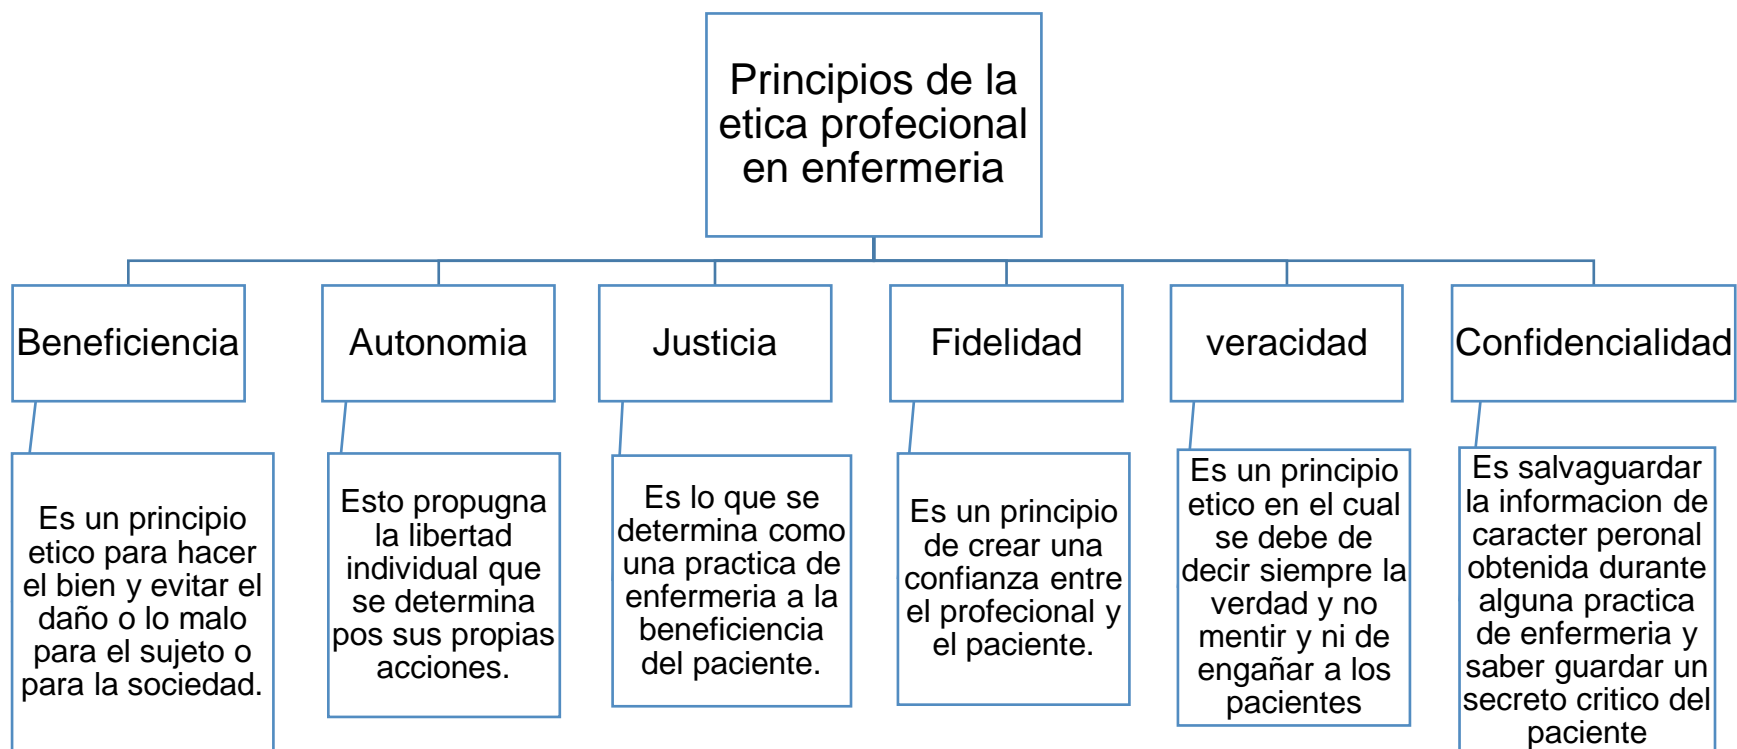 Principios de la
etica profecional
en enfermeria
Beneficiencia
Autonomia
Justicia
Fidelidad
veracidad
Confidencialidad
Es un principio
etico para hacer
el bien y evitar el
daño o lo malo
para el sujeto o
para la sociedad.
Esto propugna
la libertad
individual que
se determina
pos sus propias
acciones.
Es lo que se
determina como
una practica de
enfermeria a la
beneficiencia
del paciente.
Es un principio
de crear una
confianza entre
el profecional y
el paciente.
Es un principio
etico en el cual
se debe de
decir siempre la
verdad y no
mentir y ni de
engañar a los
pacientes
Es salvaguardar
la informacion de
caracter peronal
obtenida durante
alguna practica
de enfermeria y
saber guardar un
secreto critico del
paciente